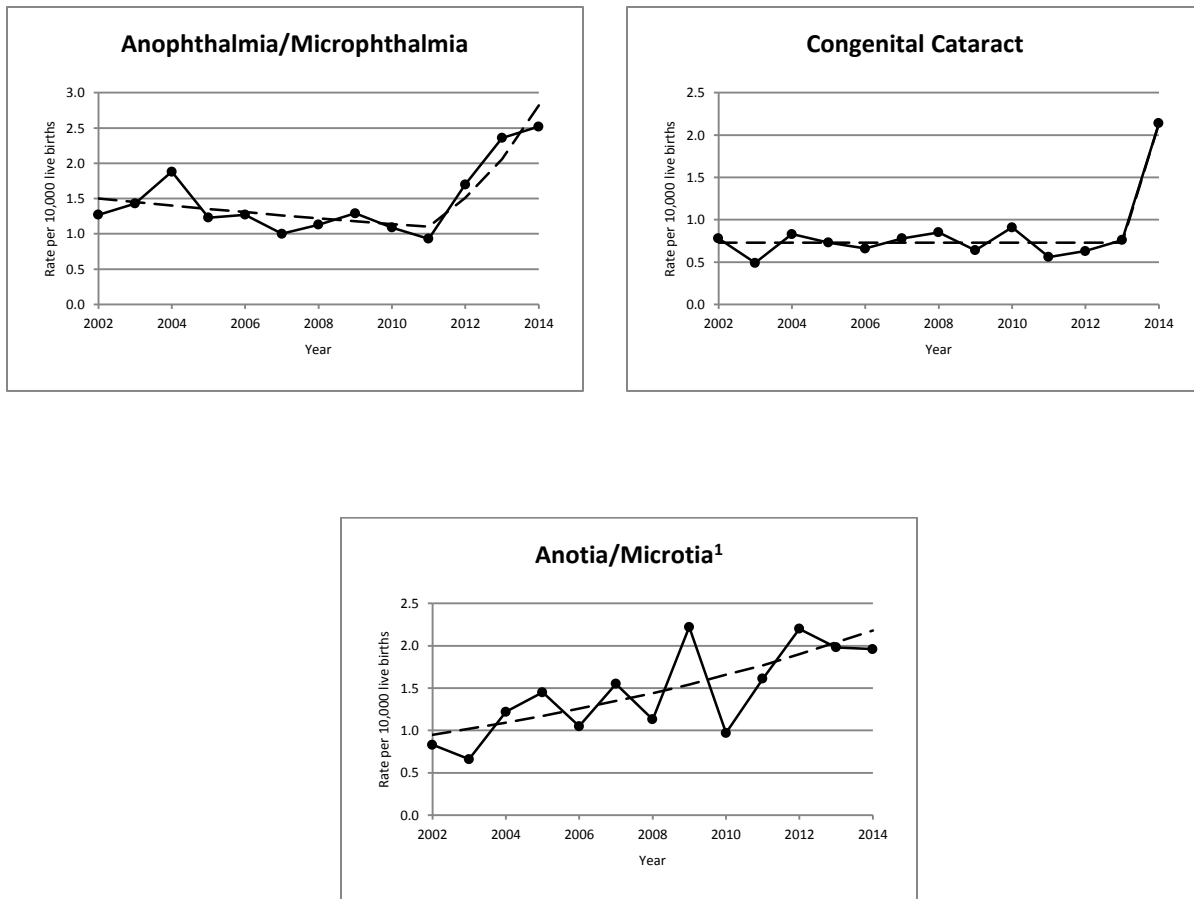 Anophthalmia/Microphthalmia
Rate per 10,000 live births
3.0
2.5
2.0
1.5
1.0
0.5
0.0
2002 2004 2006 2008 2010 2012 2014
Year
Congenital Cataract
Rate per 10,000 live births
2.5
2.0
1.5
1.0
0.5
0.0
2002 2004 2006 2008 2010 2012 2014
Year
Anotia/Microtia¹
Rate per 10,000 live births
2.5
2.0
1.5
1.0
0.5
0.0
2002 2004 2006 2008 2010 2012 2014
Year